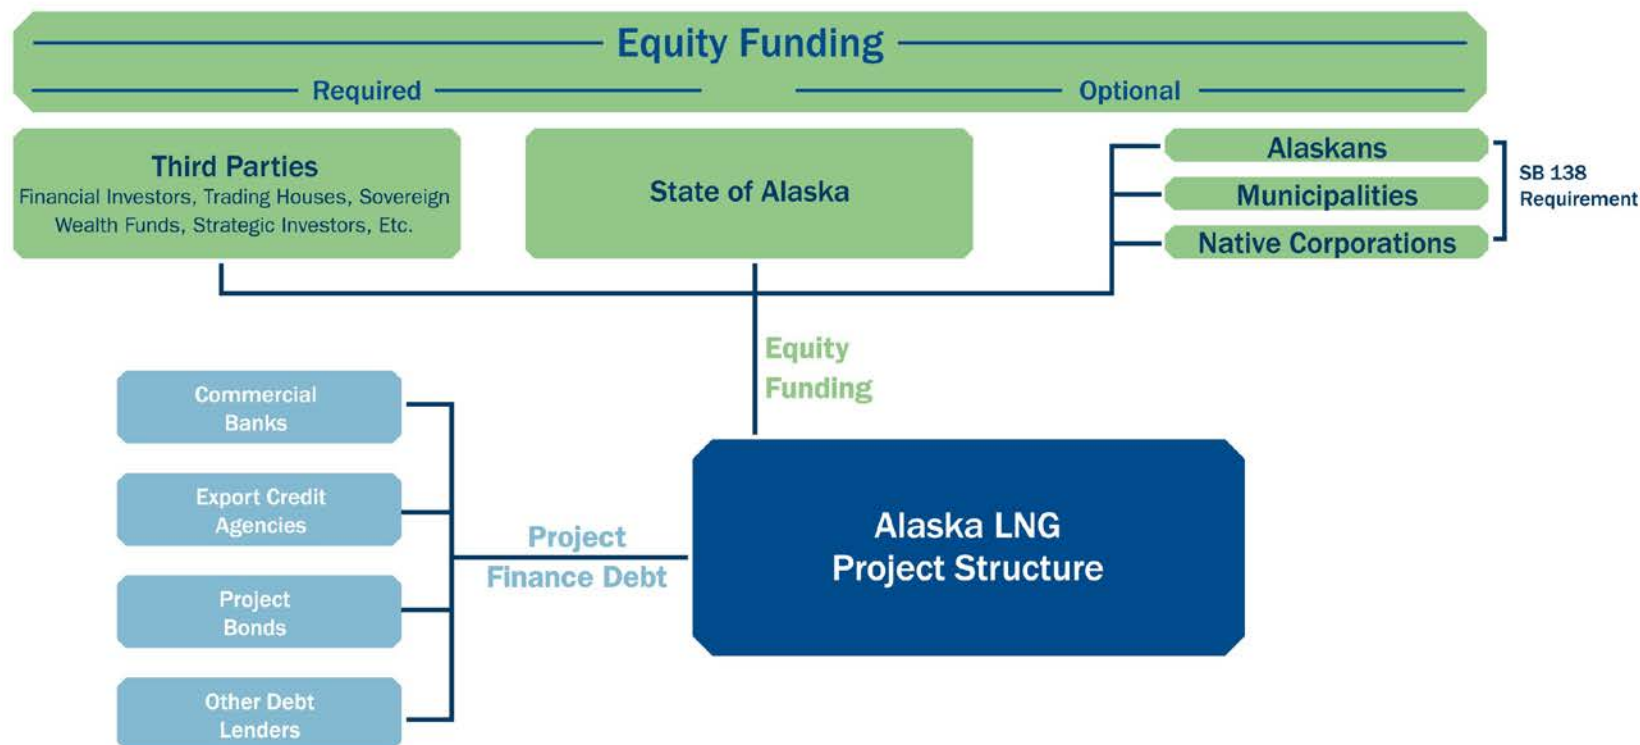 Equity Funding
Required
Optional
Third Parties
Financial Investors, Trading Houses, Sovereign
Wealth Funds, Strategic Investors, Etc.
State of Alaska
Alaskans
Municipalities
Native Corporations
SB 138
Requirement
Equity
Funding
Commercial
Banks
Export Credit
Agencies
Project
Bonds
Other Debt
Lenders
Project
Finance Debt
Alaska LNG
Project Structure